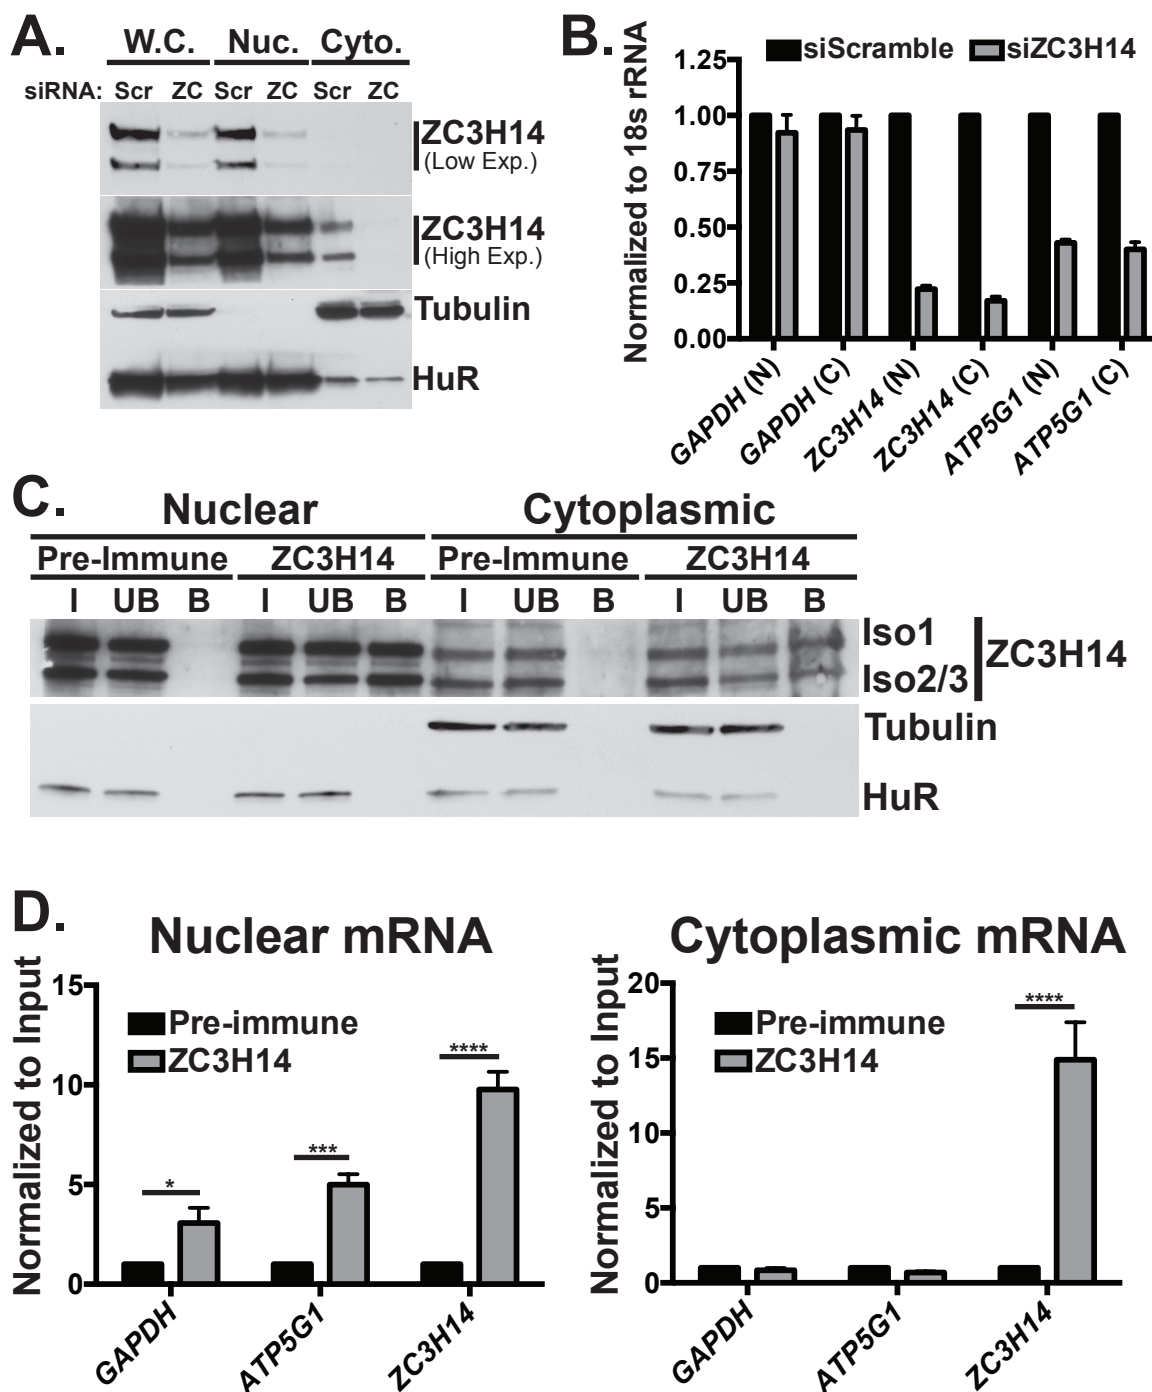 A.
W.C. Nuc. Cyto.
siRNA: Scr ZC Scr ZC Scr ZC
ZC3H14
(Low Exp.)
ZC3H14
(High Exp.)
Tubulin
HuR
B.
siScramble siZC3H14
Normalized to 18s rRNA
1.25
1.00
0.75
0.50
0.25
0.00
GAPDH (N)
GAPDH (C)
ZC3H14 (N)
ZC3H14 (C)
ATP5G1 (N)
ATP5G1 (C)
C.
Nuclear Cytoplasmic
Pre-Immune ZC3H14 Pre-Immune ZC3H14
I UB B I UB B I UB B I UB B
Iso1
Iso2/3
ZC3H14
Tubulin
HuR
D.
Nuclear mRNA
Normalized to Input
15
10
5
0
Pre-immune
ZC3H14
*
***
****
GAPDH
ATP5G1
ZC3H14
Cytoplasmic mRNA
Normalized to Input
20
15
10
5
0
Pre-immune
ZC3H14
****
GAPDH
ATP5G1
ZC3H14